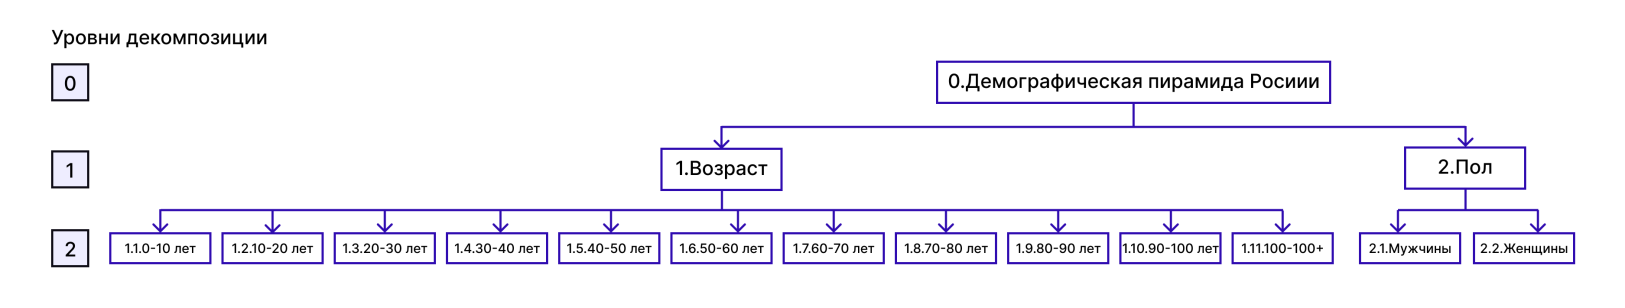 Уровни декомпозиции
0
0.Демографическая пирамида Росиии
1
1.Возраст
2.Пол
2
1.1.0-10 лет
1.2.10-20 лет
1.3.20-30 лет
1.4.30-40 лет
1.5.40-50 лет
1.6.50-60 лет
1.7.60-70 лет
1.8.70-80 лет
1.9.80-90 лет
1.10.90-100 лет
1.11.100-100+
2.1.Мужчины
2.2.Женщины